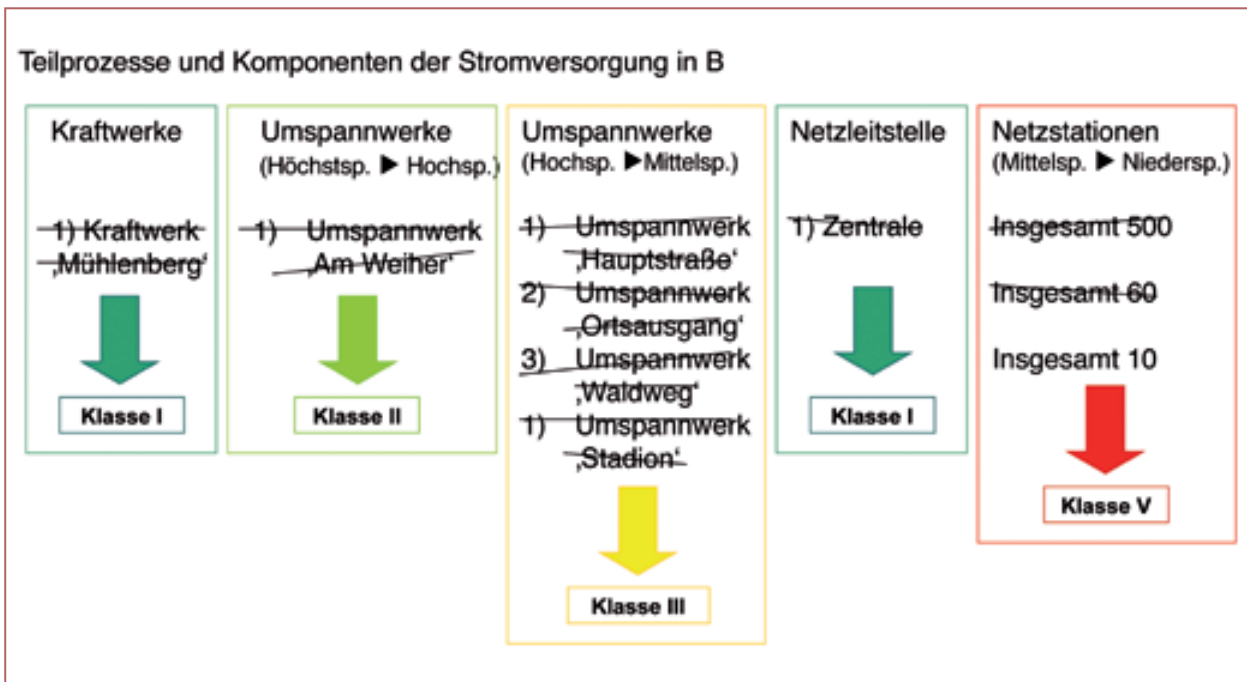 Teilprozesse und Komponenten der Stromversorgung in B
Kraftwerke
1) Kraftwerk
‚Mühlenberg‘
Klasse I
Umspannwerke
(Höchstsp. ▶ Hochsp.)
1) Umspannwerk
‚Am Weiher‘
Klasse II
Umspannwerke
(Hochsp. ▶Mittelsp.)
1) Umspannwerk
‚Hauptstraße‘
2) Umspannwerk
‚Ortsausgang‘
3) Umspannwerk
‚Waldweg‘
1) Umspannwerk
‚Stadion‘
Klasse III
Netzleitstelle
1) Zentrale
Klasse I
Netzstationen
(Mittelsp. ▶ Niedersp.)
Insgesamt 500
Insgesamt 60
Insgesamt 10
Klasse V